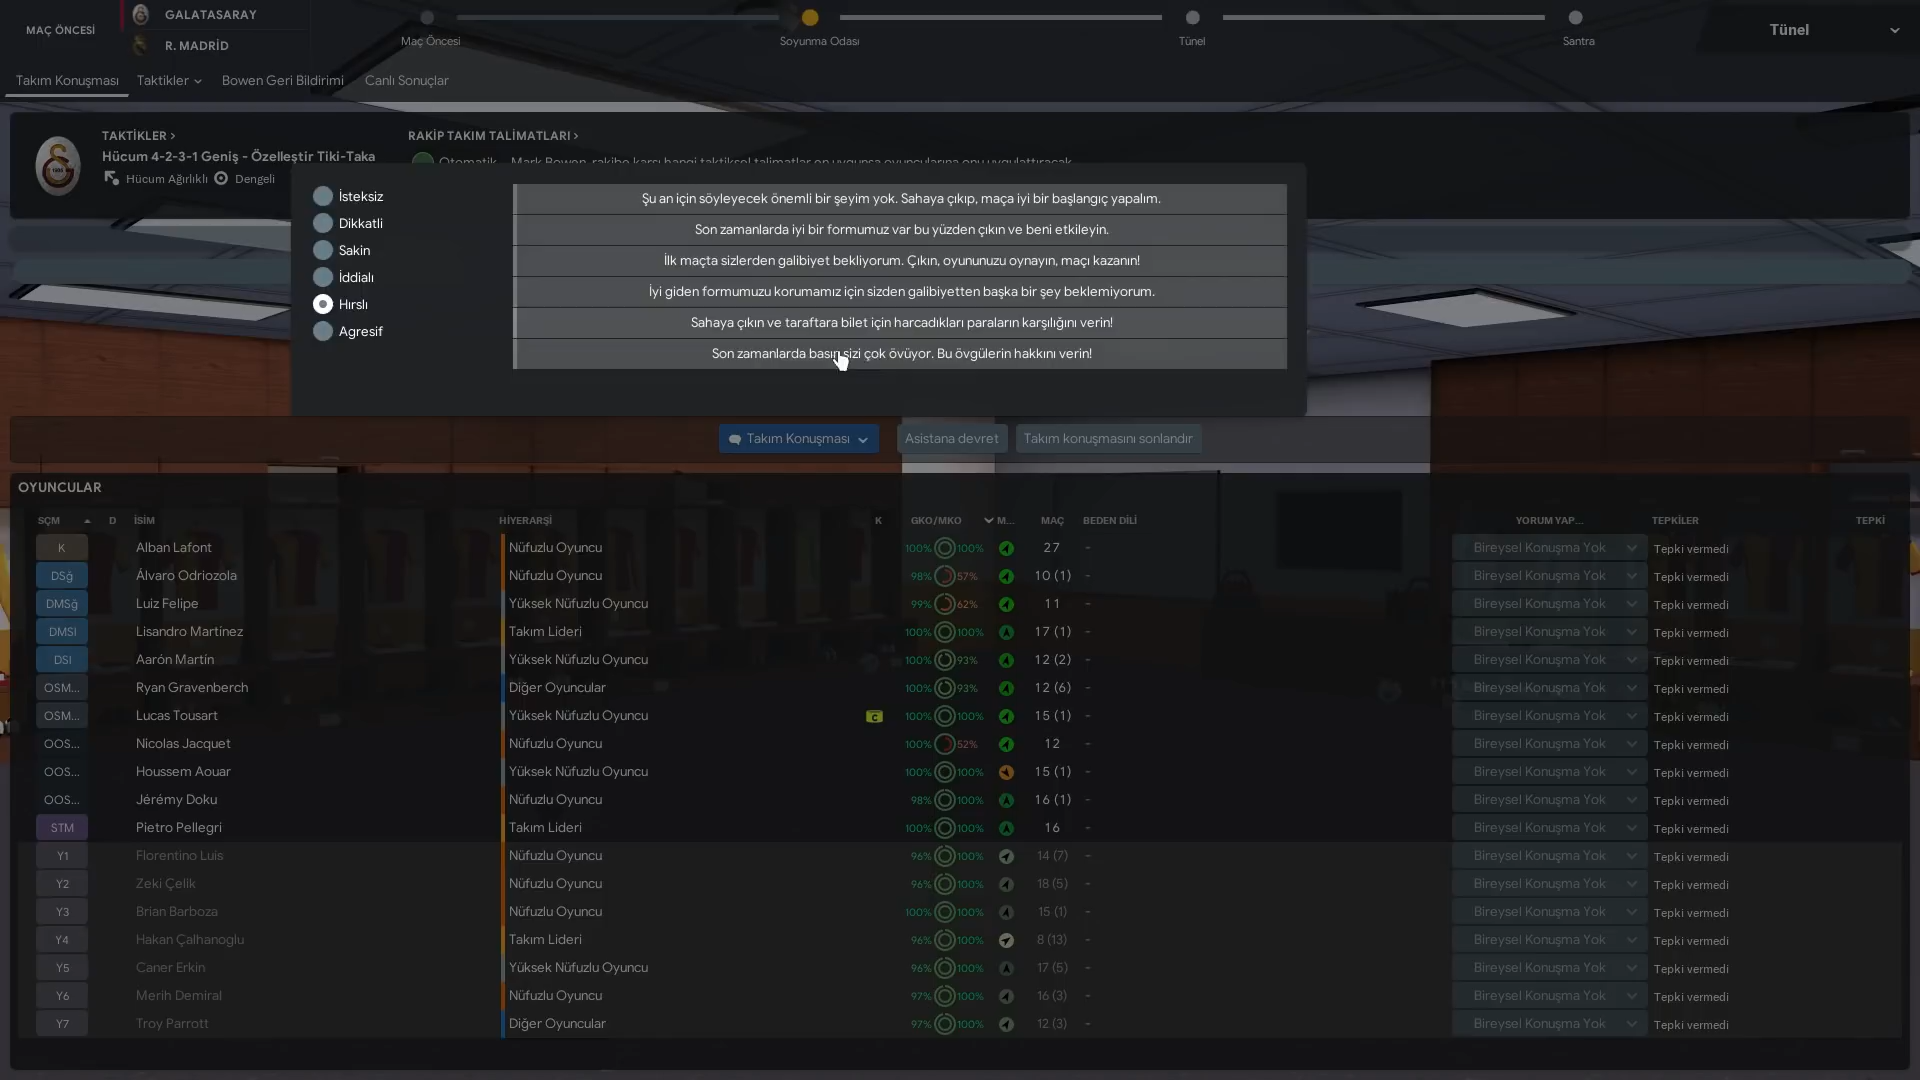 MAÇ ÖNCESİ
GALATASARAY
R. MADRİD
Maç Öncesi
Soyunma Odası
Tünel
Santra
Tünel
Takım Konuşması
Taktikler
Bowen Geri Bildirimi
Canlı Sonuçlar
TAKTİKLER >
Hücum 4-2-3-1 Geniş - Özelleştir Tiki-Taka
Hücum Ağırlıklı
Dengeli
RAKİP TAKIM TALİMATLARI >
Otomatik - Mark Bowen, rakibe karşı hangi taktiksel talimatlar en uygunsa oyuncularına onu uygulattıracak
İsteksiz
Dikkatli
Sakin
İddialı
Hırslı
Agresif
Şu an için söyleyecek önemli bir şeyim yok. Sahaya çıkıp, maça iyi bir başlangıç yapalım.
Son zamanlarda iyi bir formumuz var bu yüzden çıkın ve beni etkileyin.
İlk maçta sizlerden galibiyet bekliyorum. Çıkın, oyununuzu oynayın, maçı kazanın!
İyi giden formumuzu korumamız için sizden galibiyetten başka bir şey beklemiyorum.
Sahaya çıkın ve taraftara bilet için harcadıkları paraların karşılığını verin!
Son zamanlarda basın sizi çok övüyor. Bu övgülerin hakkını verin!
Takım Konuşması
Asistana devret
Takım konuşmasını sonlandır
OYUNCULAR
SÇM D İSİM HİYERARŞİ K GKO/MKO M... MAÇ BEDEN DİLİ YORUM YAP... TEPKİLER TEPKİ
K Alban Lafont Nüfuzlu Oyuncu 100% 100% 27 - Bireysel Konuşma Yok Tepki vermedi
DSğ Álvaro Odriozola Nüfuzlu Oyuncu 98% 57% 10 (1) - Bireysel Konuşma Yok Tepki vermedi
DMSğ Luiz Felipe Yüksek Nüfuzlu Oyuncu 99% 62% 11 - Bireysel Konuşma Yok Tepki vermedi
DMSl Lisandro Martínez Takım Lideri 100% 100% 17 (1) - Bireysel Konuşma Yok Tepki vermedi
DSl Aarón Martín Yüksek Nüfuzlu Oyuncu 100% 93% 12 (2) - Bireysel Konuşma Yok Tepki vermedi
OSM... Ryan Gravenberch Diğer Oyuncular 100% 93% 12 (6) - Bireysel Konuşma Yok Tepki vermedi
OSM... Lucas Tousart Yüksek Nüfuzlu Oyuncu C 100% 100% 15 (1) - Bireysel Konuşma Yok Tepki vermedi
OOS... Nicolas Jacquet Nüfuzlu Oyuncu 100% 52% 12 - Bireysel Konuşma Yok Tepki vermedi
OOS... Houssem Aouar Yüksek Nüfuzlu Oyuncu 100% 100% 15 (1) - Bireysel Konuşma Yok Tepki vermedi
OOS... Jérémy Doku Nüfuzlu Oyuncu 98% 100% 16 (1) - Bireysel Konuşma Yok Tepki vermedi
STM Pietro Pellegri Takım Lideri 100% 100% 16 - Bireysel Konuşma Yok Tepki vermedi
Y1 Florentino Luis Nüfuzlu Oyuncu 96% 100% 14 (7) - Bireysel Konuşma Yok Tepki vermedi
Y2 Zeki Çelik Nüfuzlu Oyuncu 96% 100% 18 (5) - Bireysel Konuşma Yok Tepki vermedi
Y3 Brian Barboza Nüfuzlu Oyuncu 100% 100% 15 (1) - Bireysel Konuşma Yok Tepki vermedi
Y4 Hakan Çalhanoglu Takım Lideri 96% 100% 8 (13) - Bireysel Konuşma Yok Tepki vermedi
Y5 Caner Erkin Yüksek Nüfuzlu Oyuncu 96% 100% 17 (5) - Bireysel Konuşma Yok Tepki vermedi
Y6 Merih Demiral Nüfuzlu Oyuncu 97% 100% 16 (3) - Bireysel Konuşma Yok Tepki vermedi
Y7 Troy Parrott Diğer Oyuncular 97% 100% 12 (3) - Bireysel Konuşma Yok Tepki vermedi